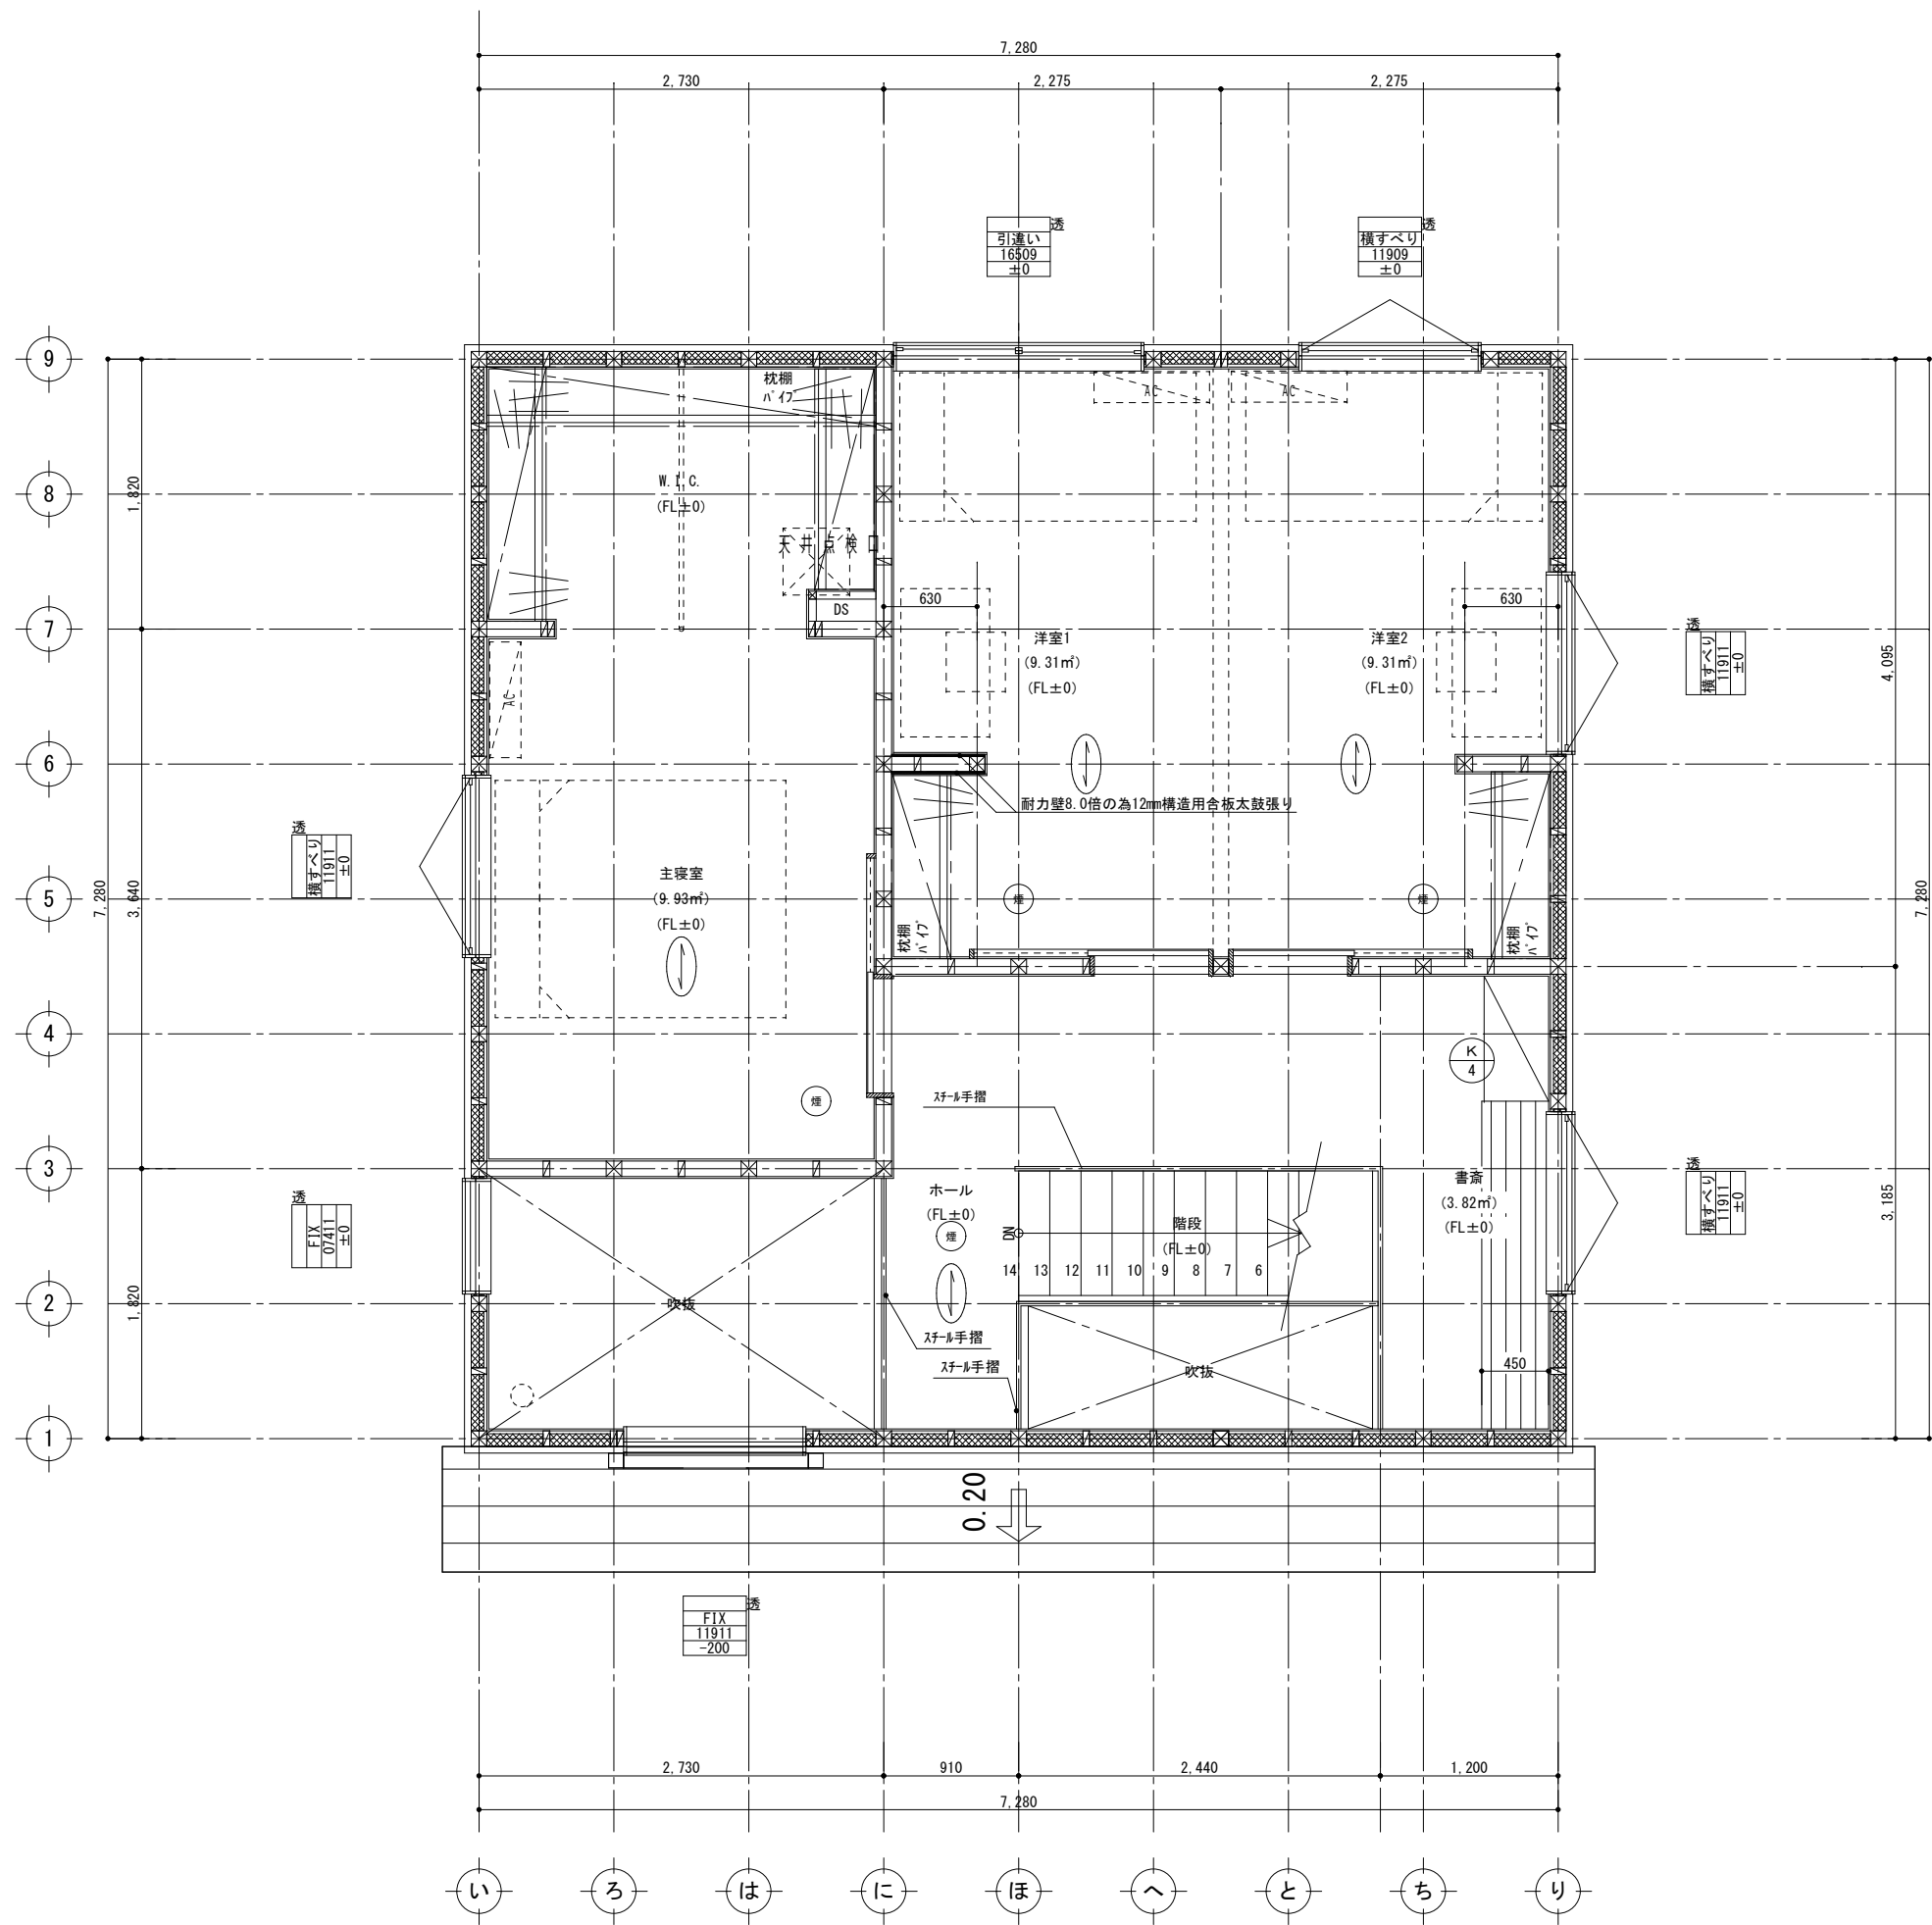 7,280
2,730
2,275
2,275
透
引違い
16509
±0
透
横すべり
11909
±0
9
8
7
6
5
4
3
2
1
7,280
1,820
3,640
1,820
4,095
3,185
7,280
枕棚
パイプ
AC
AC
W.I.C.
(FL±0)
天井点検口
DS
630
630
洋室1
(9.31㎡)
(FL±0)
洋室2
(9.31㎡)
(FL±0)
透
横すべり
11911
±0
AC
耐力壁8.0倍の為12mm構造用合板太鼓張り
透
横すべり
11911
±0
主寝室
(9.93㎡)
(FL±0)
煙
煙
枕棚
パイプ
枕棚
パイプ
K
4
煙
スチール手摺
透
FIX
07411
±0
ホール
(FL±0)
煙
DN
階段
(FL±0)
14
13
12
11
10
9
8
7
6
書斎
(3.82㎡)
(FL±0)
透
横すべり
11911
±0
吹抜
スチール手摺
スチール手摺
吹抜
450
0.20
透
FIX
11911
-200
2,730
910
2,440
1,200
7,280
い
ろ
は
に
ほ
へ
と
ち
り